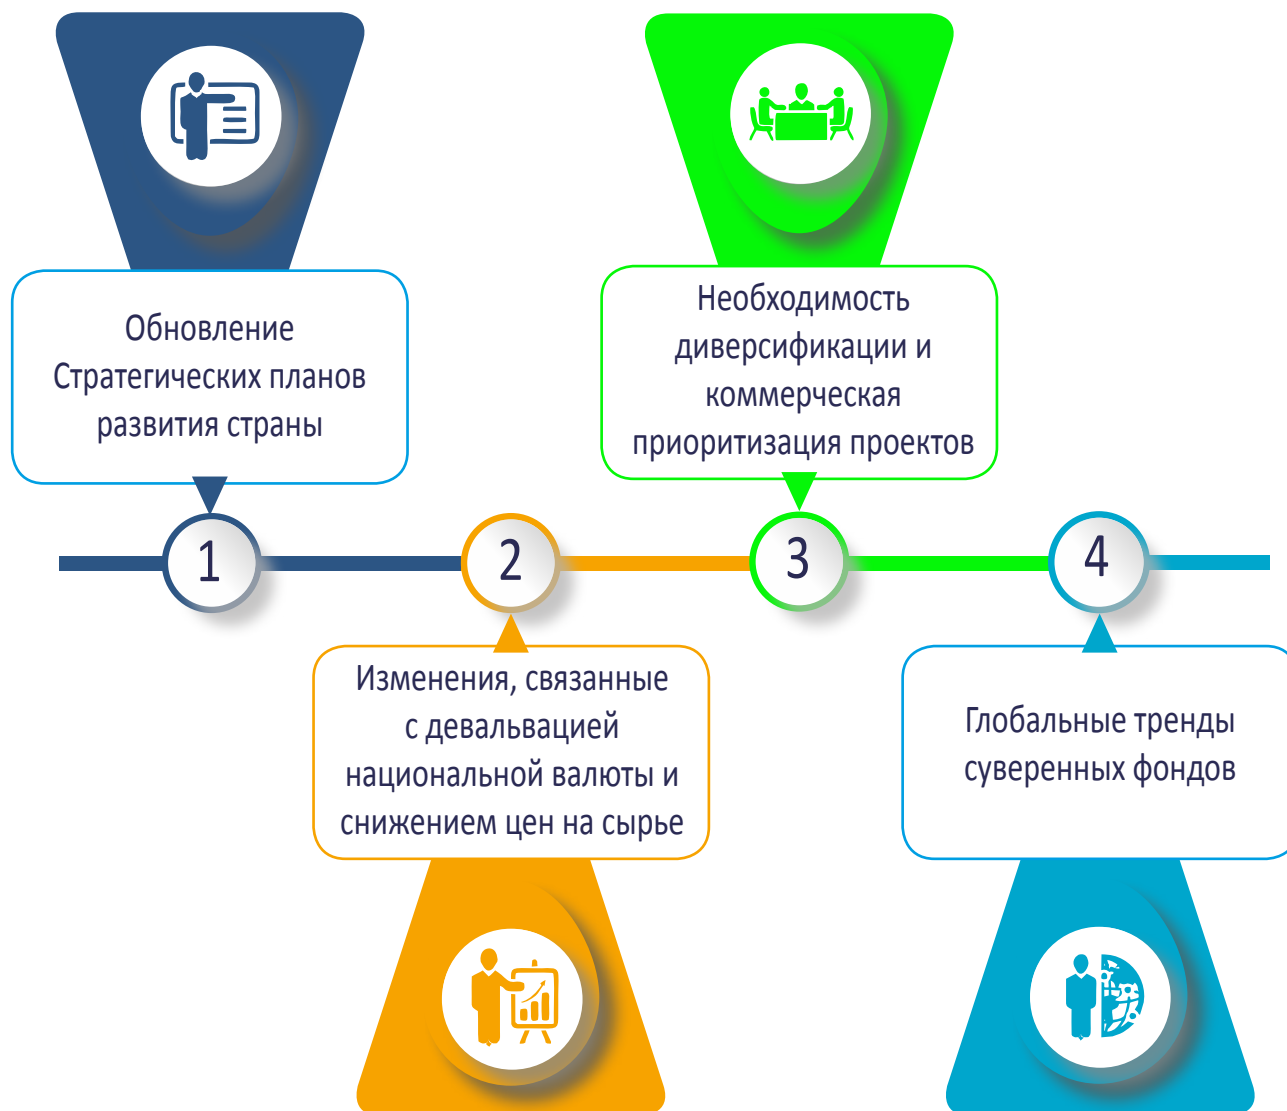 Обновление
Стратегических планов
развития страны
1
Изменения, связанные
с девальвацией
национальной валюты и
снижением цен на сырье
2
Необходимость
диверсификации и
коммерческая
приоритизация проектов
3
Глобальные тренды
суверенных фондов
4